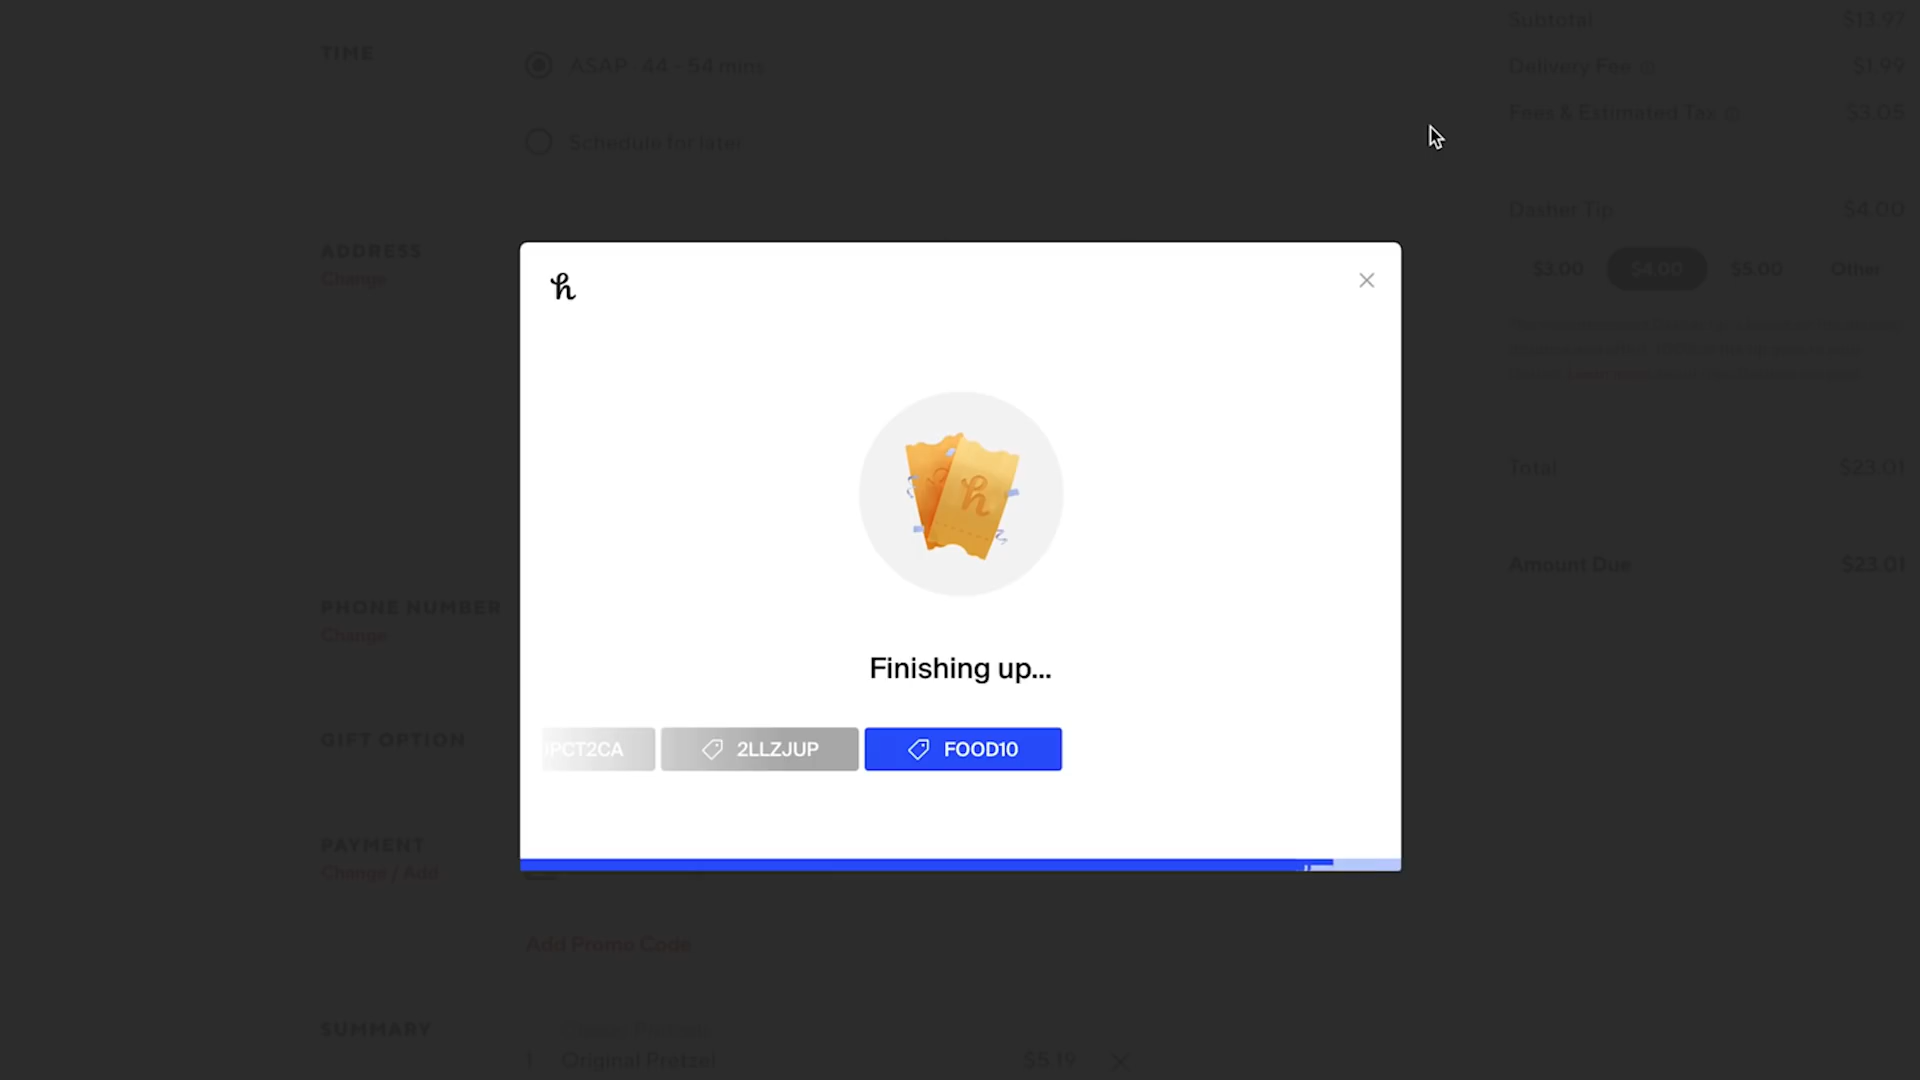 Subtotal $13.97
TIME
ASAP 44 - 54 mins
Delivery Fee $1.99
Fees & Estimated Tax $3.05
Schedule for later
Dasher Tip $4.00
ADDRESS
Change
$3.00 $4.00 $5.00 Other
h
h
Total $23.01
Amount Due $23.01
PHONE NUMBER
Change
Finishing up...
PCT2CA 2LLZJUP FOOD10
GIFT OPTION
PAYMENT
Change / Add
Add Promo Code
SUMMARY
1 Original Pretzel $5.19